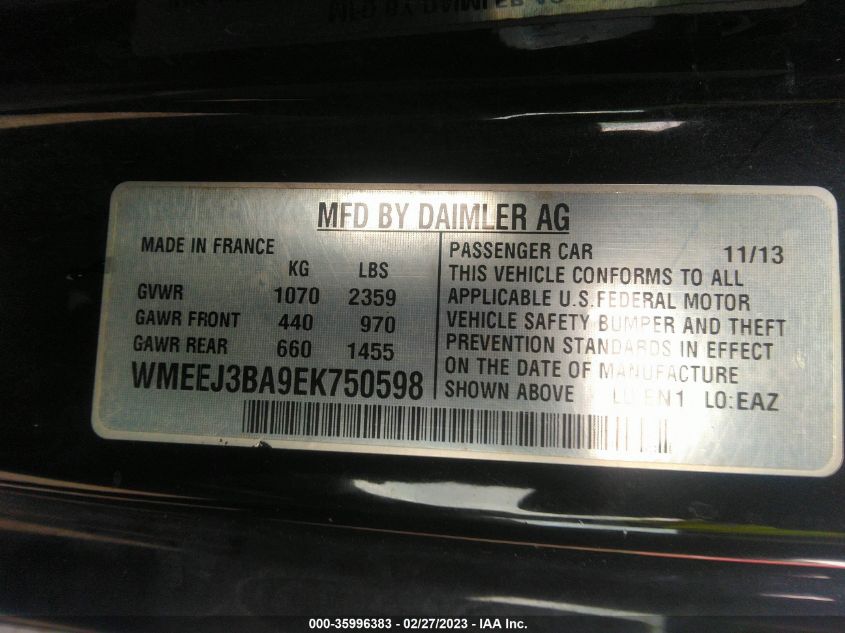 MFD BY DAIMLER AG
MADE IN FRANCE
KG LBS
GVWR 1070 2359
GAWR FRONT 440 970
GAWR REAR 660 1455
WMEEJ3BA9EK750598
PASSENGER CAR 11/13
THIS VEHICLE CONFORMS TO ALL
APPLICABLE U.S.FEDERAL MOTOR
VEHICLE SAFETY BUMPER AND THEFT
PREVENTION STANDARDS IN EFFECT
ON THE DATE OF MANUFACTURE
SHOWN ABOVE LU:EN1 LO:EAZ
000-35996383 - 02/27/2023 - IAA Inc.